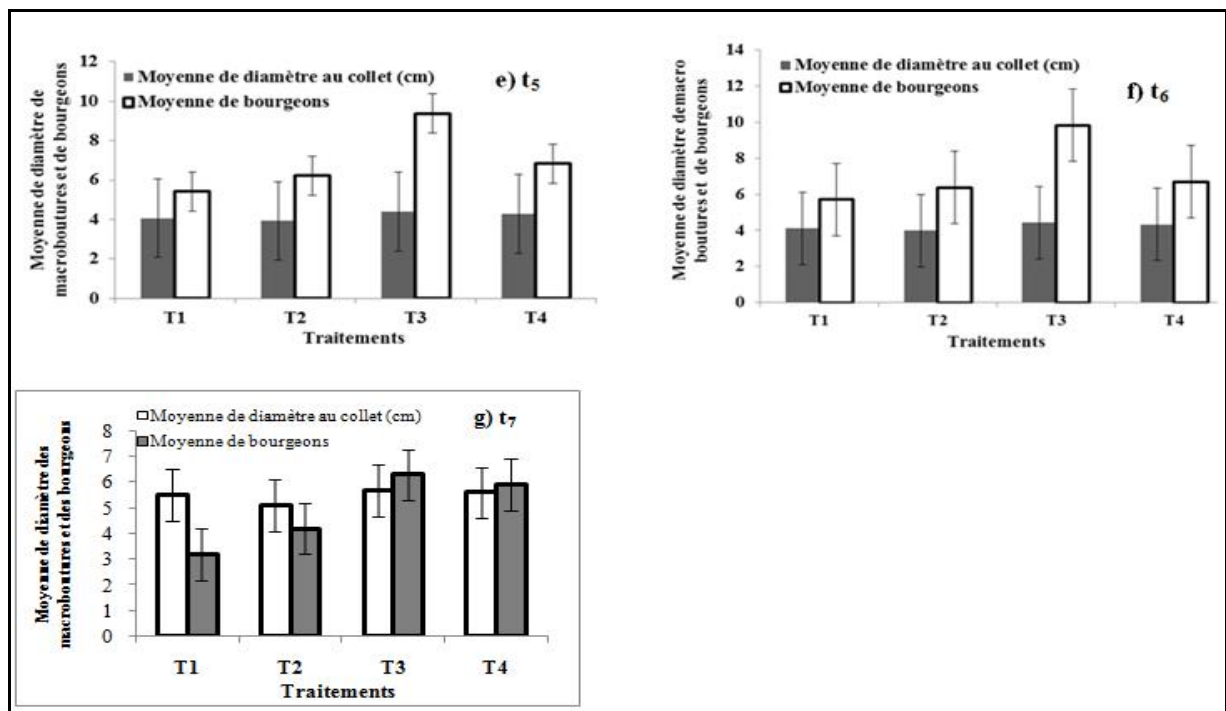 Moyenne de diamètre de
macroboutures et de bourgeons
12
10
8
6
4
2
0
Moyenne de diamètre au collet (cm)
Moyenne de bourgeons
e) t5
T1 T2 T3 T4
Traitements
Moyenne de diamètre demacro
boutures et de bourgeons
14
12
10
8
6
4
2
0
Moyenne de diamètre au collet (cm)
Moyenne de bourgeons
f) t6
T1 T2 T3 T4
Traitements
Moyenne de diamètre des
macroboutures et des bourgeons
8
7
6
5
4
3
2
1
0
Moyenne de diamètre au collet (cm)
Moyenne de bourgeons
g) t7
T1 T2 T3 T4
Traitements